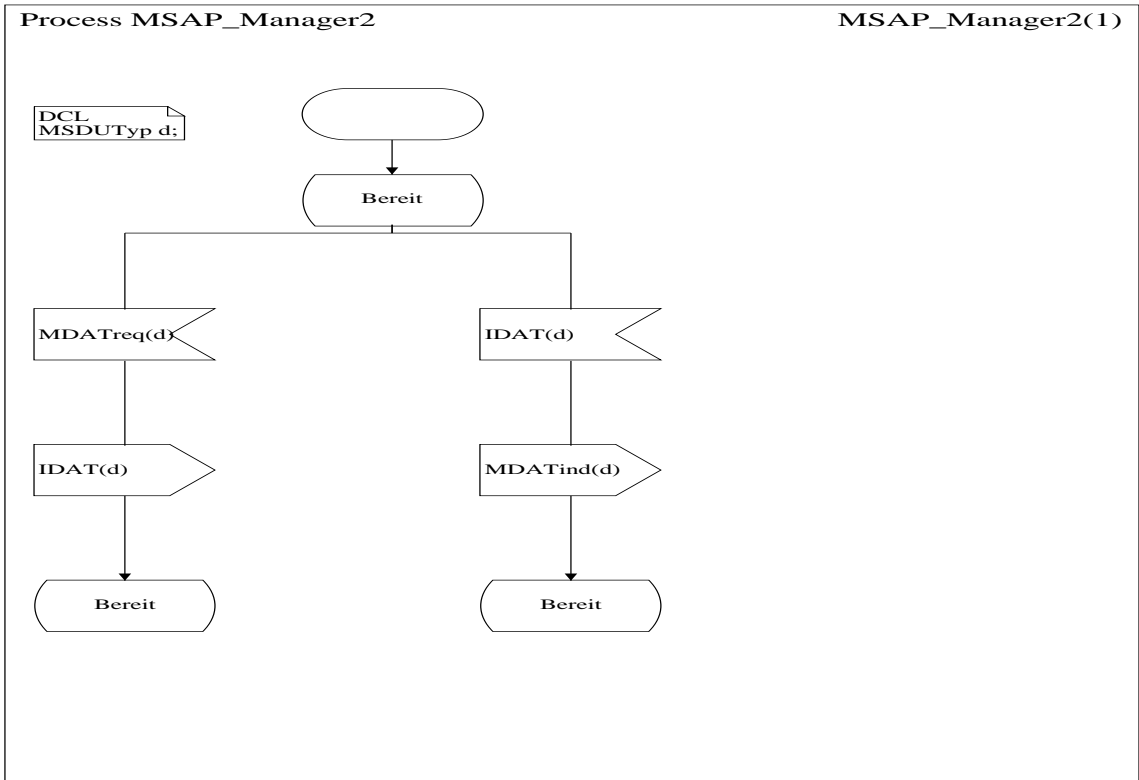 Process MSAP_Manager2
MSAP_Manager2(1)
DCL
MSDUTyp d;
Bereit
MDATreq(d)
IDAT(d)
IDAT(d)
MDATind(d)
Bereit
Bereit